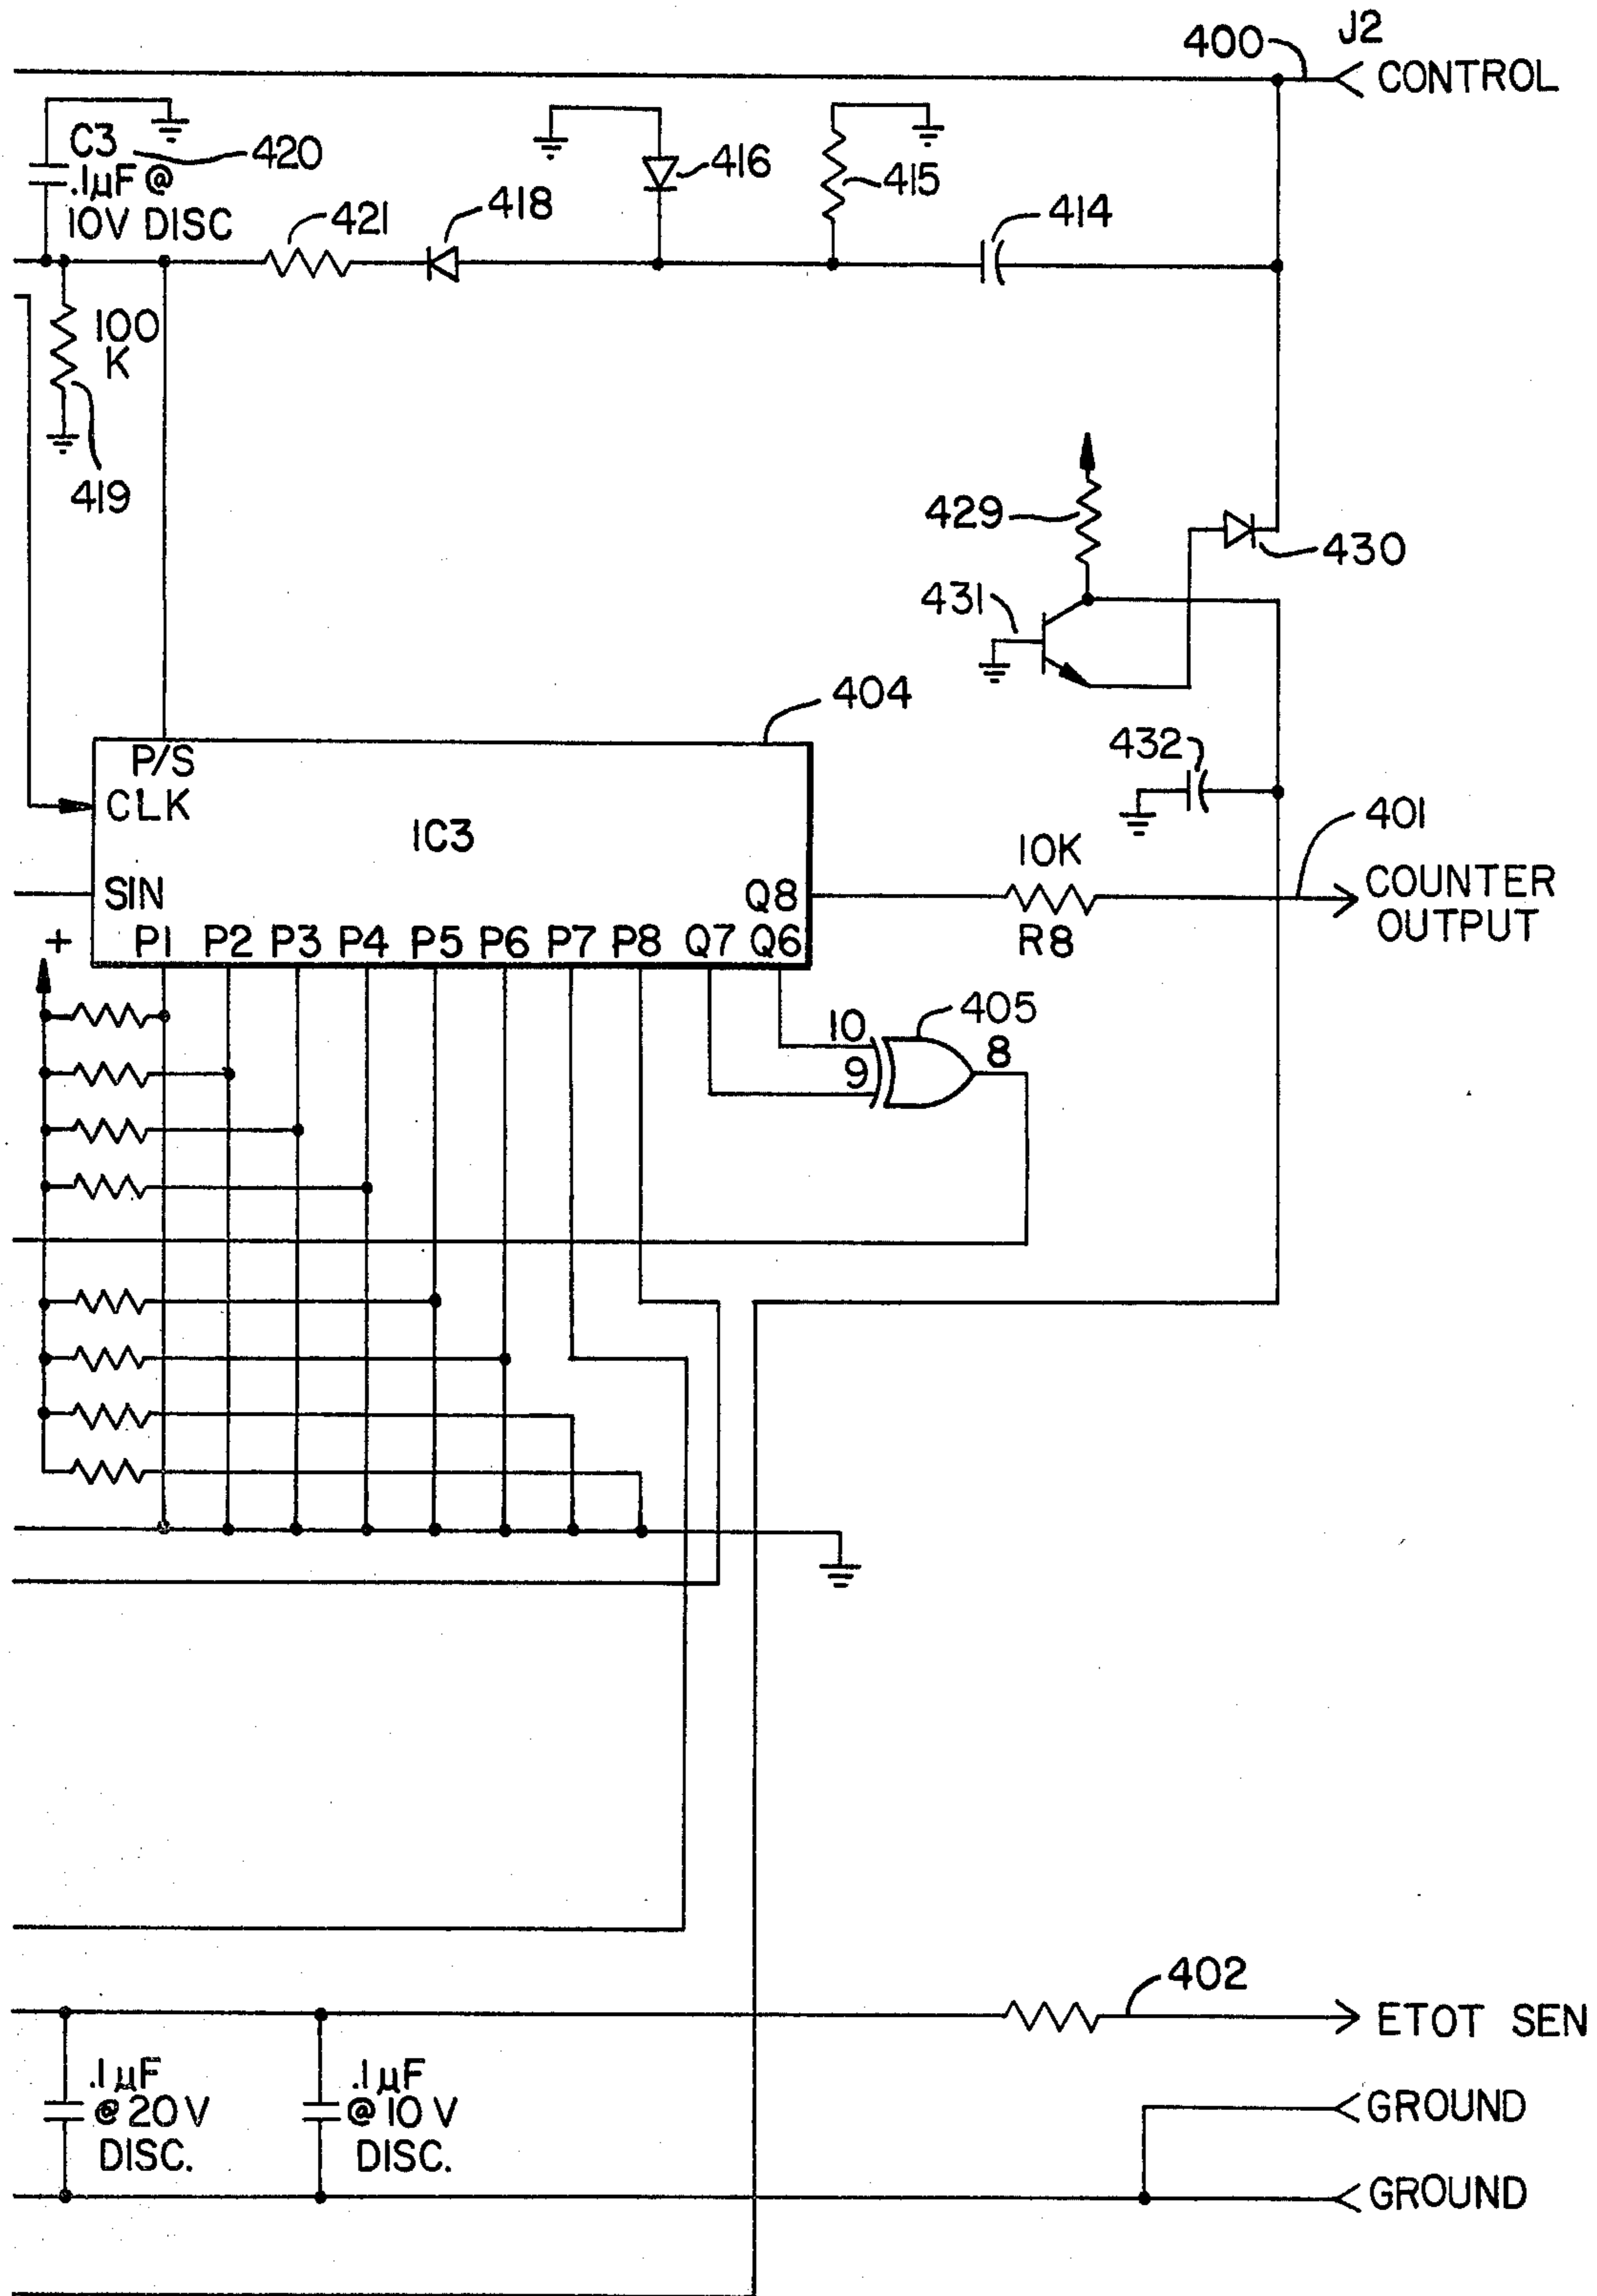 J2
400
CONTROL
C3
420
.1µF @
10V DISC
416
415
421
418
414
100
K
419
429
430
431
404
432
P/S
CLK
IC3
401
10K
COUNTER
OUTPUT
SIN
Q8
R8
+
P1 P2 P3 P4 P5 P6 P7 P8 Q7 Q6
405
10
8
9
402
ETOT SEN
.1µF
@ 20V
DISC.
.1µF
@ 10V
DISC.
GROUND
GROUND